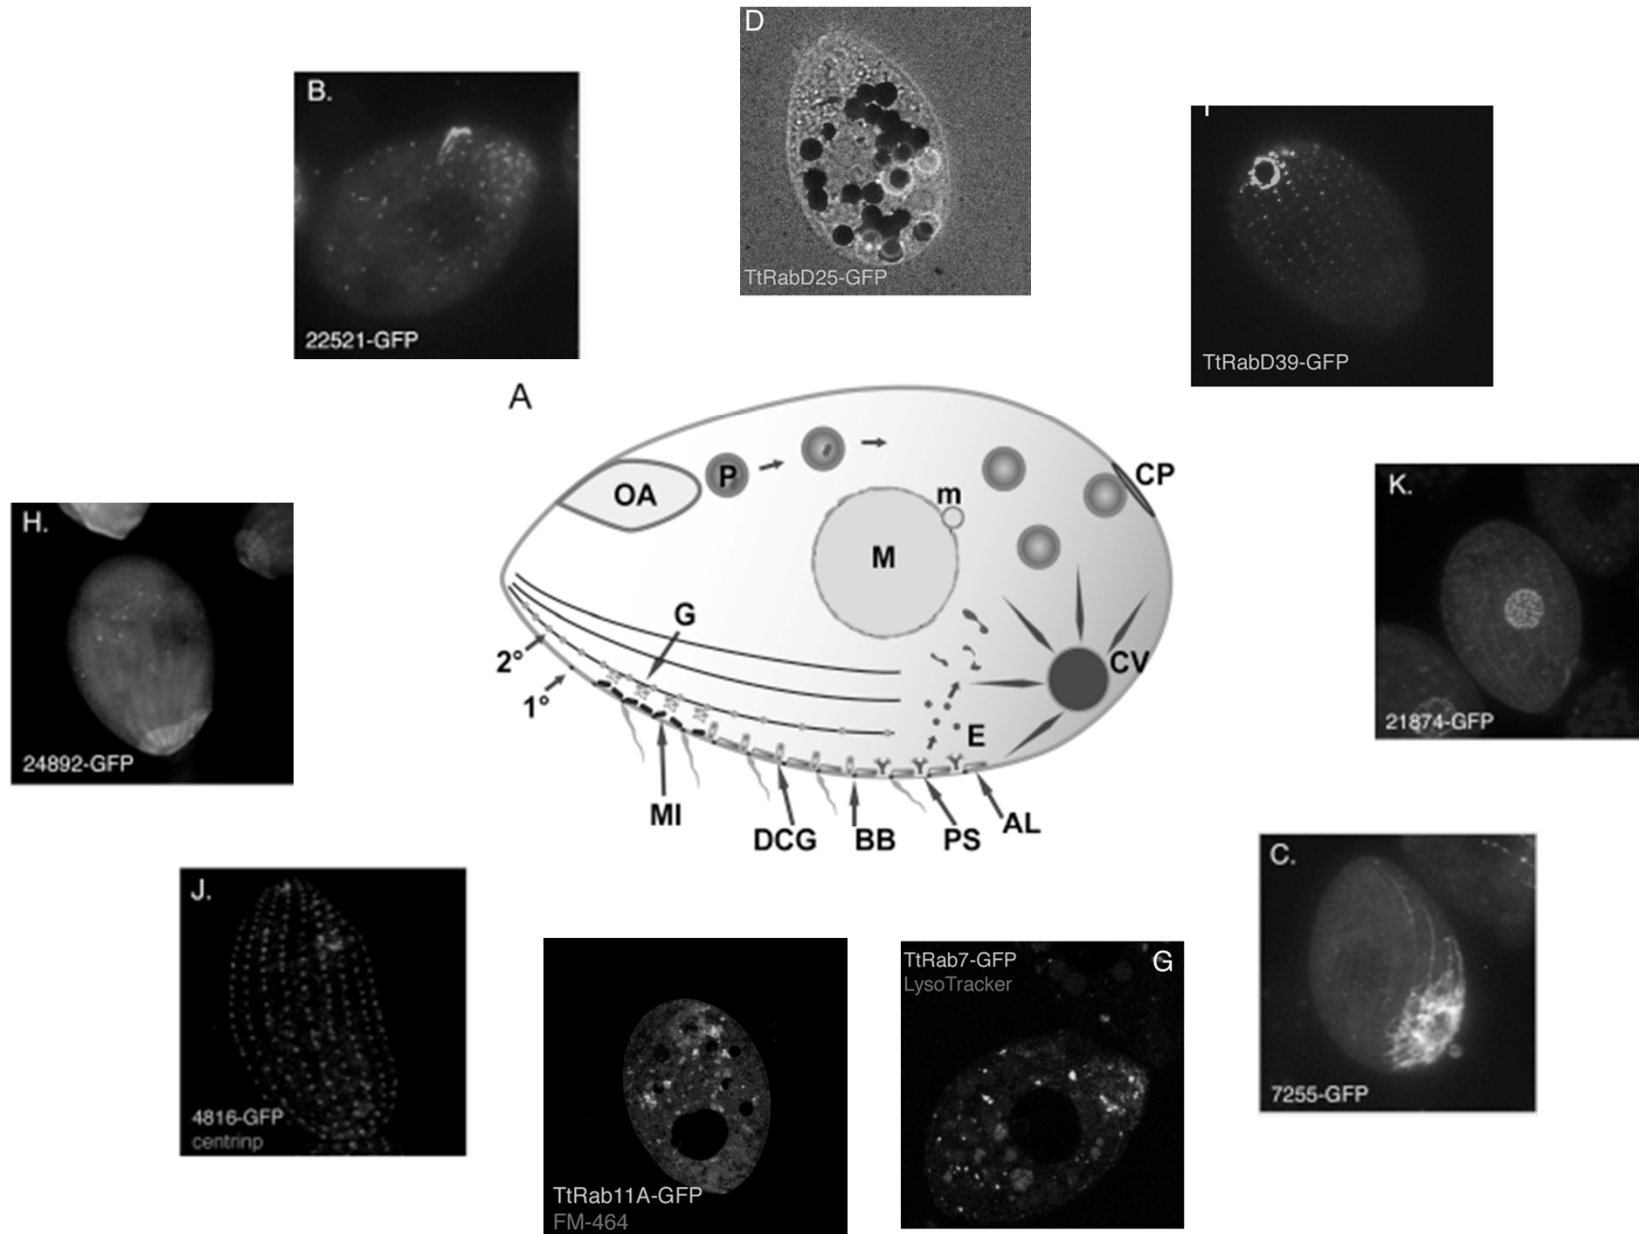 D
B.
TtRabD25-GFP
22521-GFP
TtRabD39-GFP
A
P
OA
CP
m
M
K.
H.
G
2°
1°
CV
E
21874-GFP
24892-GFP
MI
DCG
BB
PS
AL
C.
J.
7255-GFP
4816-GFP
centrinp
TtRab7-GFP
G
LysoTracker
TtRab11A-GFP
FM-464